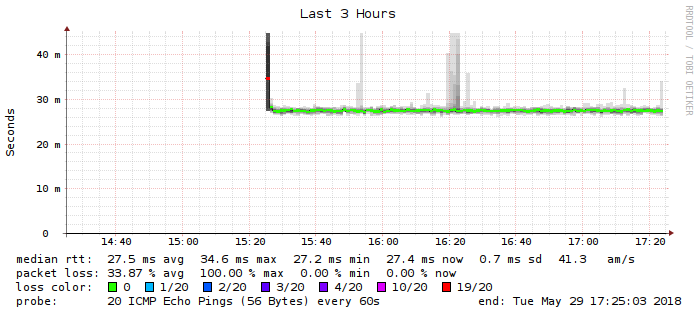 Last 3 Hours
RRDTOOL / TOBI OETIKER
Seconds
40 m
30 m
20 m
10 m
0
14:40 15:00 15:20 15:40 16:00 16:20 16:40 17:00 17:20
median rtt: 27.5 ms avg 34.6 ms max 27.2 ms min 27.4 ms now 0.7 ms sd 41.3 am/s
packet loss: 33.87 % avg 100.00 % max 0.00 % min 0.00 % now
loss color: 0 1/20 2/20 3/20 4/20 10/20 19/20
probe: 20 ICMP Echo Pings (56 Bytes) every 60s end: Tue May 29 17:25:03 2018